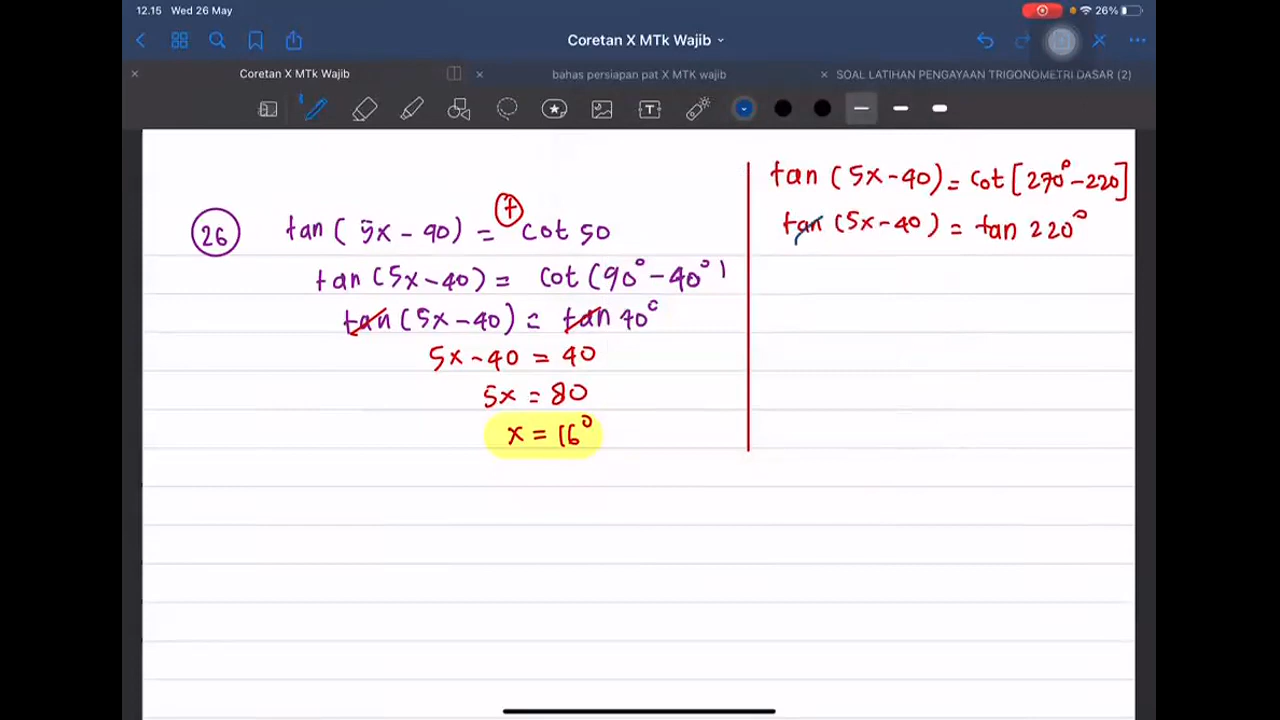 12.15 Wed 26 May
26%
Coretan X MTk Wajib
Coretan X MTk Wajib
bahas persiapan pat X MTK wajib
SOAL LATIHAN PENGAYAAN TRIGONOMETRI DASAR (2)
26 tan (5x - 40) = + cot 50
tan (5x - 40) = cot (90° - 40°)
tan (5x - 40) = tan 40°
5x - 40 = 40
5x = 80
x = 16°
tan (5x - 40) = cot [270° - 220]
tan (5x - 40) = tan 220°